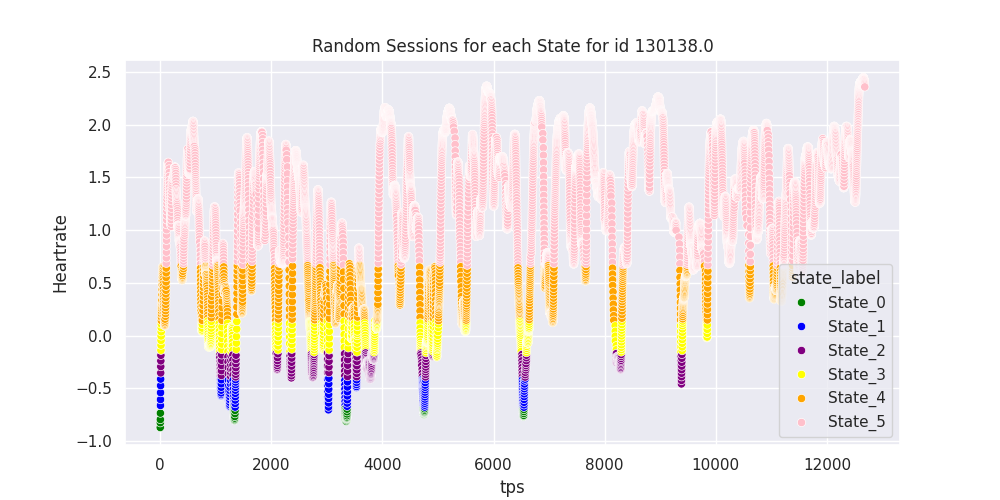 Random Sessions for each State for id 130138.0
Heartrate
2.5
2.0
1.5
1.0
0.5
0.0
−0.5
−1.0
0 2000 4000 6000 8000 10000 12000
tps
state_label
State_0
State_1
State_2
State_3
State_4
State_5